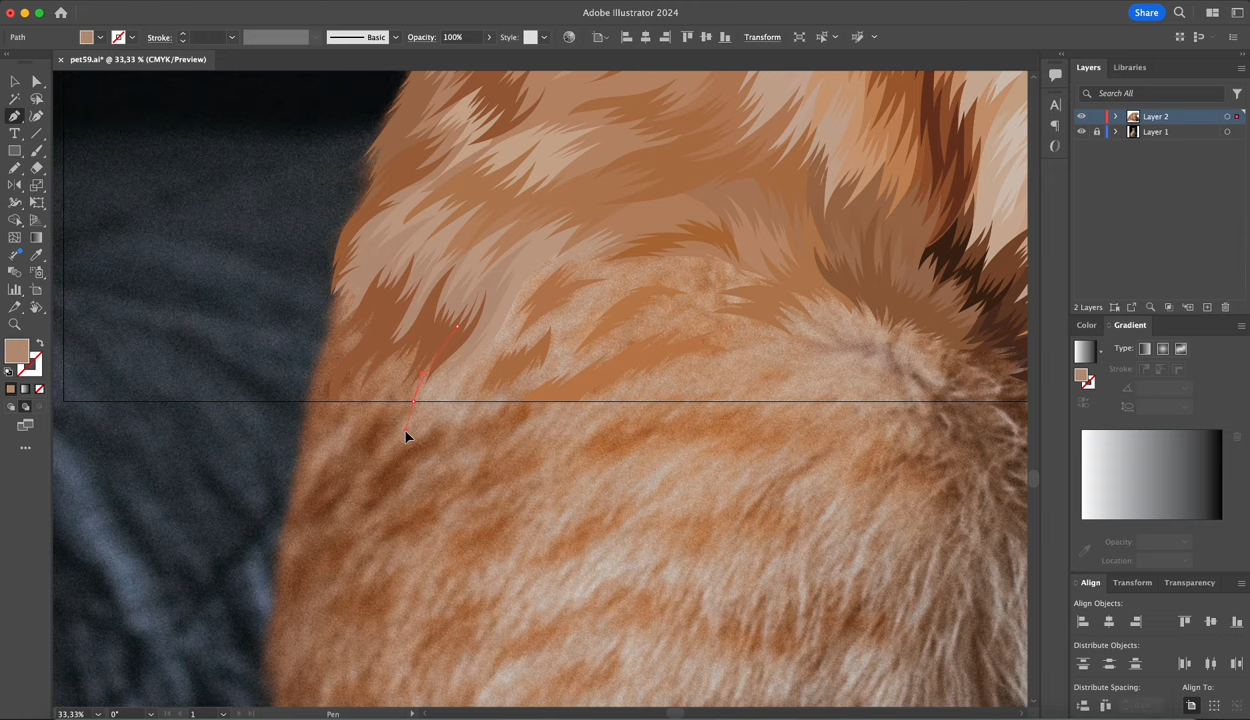 Adobe Illustrator 2024
Share
Path
Stroke:
Basic
Opacity:
100%
Style:
Transform
pet59.ai* @ 33,33 % (CMYK/Preview)
Layers
Libraries
Search All
Layer 2
Layer 1
2 Layers
Color
Gradient
Type:
Stroke:
Opacity:
Location:
Align
Transform
Transparency
Align Objects:
Distribute Objects:
Distribute Spacing:
Align To:
33,33%
0°
1
Pen